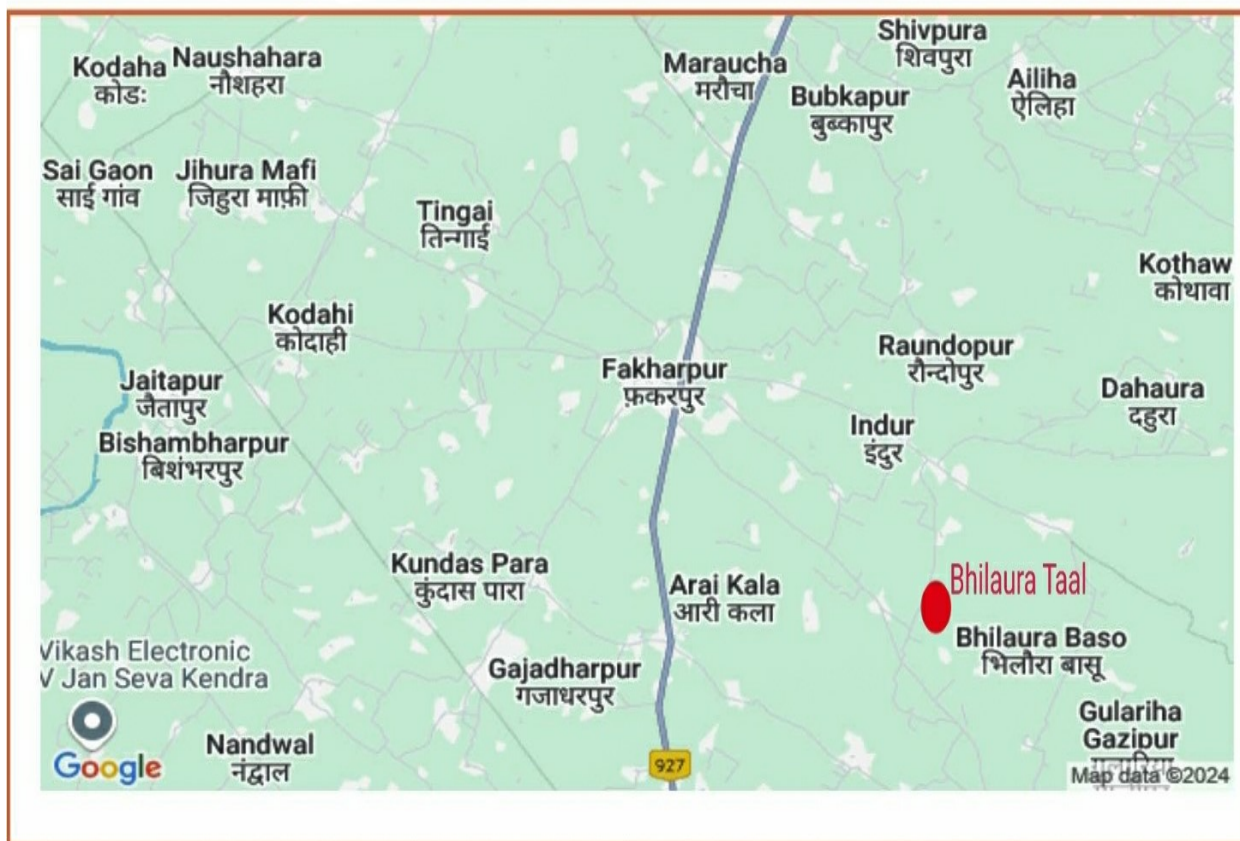 Shivpura
शिवपुरा
Naushahara
नौशहरा
Kodaha
कोडः
Maraucha
मरौचा
Bubkapur
बुब्कापुर
Ailiha
ऐलिहा
Sai Gaon
साई गांव
Jihura Mafi
जिहुरा माफ़ी
Tingai
तिन्गाई
Kothaw
कोथावा
Kodahi
कोदाही
Jaitapur
जैतापुर
Fakharpur
फ़करपुर
Raundopur
रौन्दोपुर
Dahaura
दहुरा
Bishambharpur
बिशंभरपुर
Indur
इंदुर
Kundas Para
कुंदास पारा
Arai Kala
आरी कला
Bhilaura Taal
Bhilaura Baso
भिलौरा बासू
Vikash Electronic
V Jan Seva Kendra
Gajadharpur
गजाधरपुर
Gulariha
Gazipur
Nandwal
नंद्वाल
927
Google
Map data ©2024